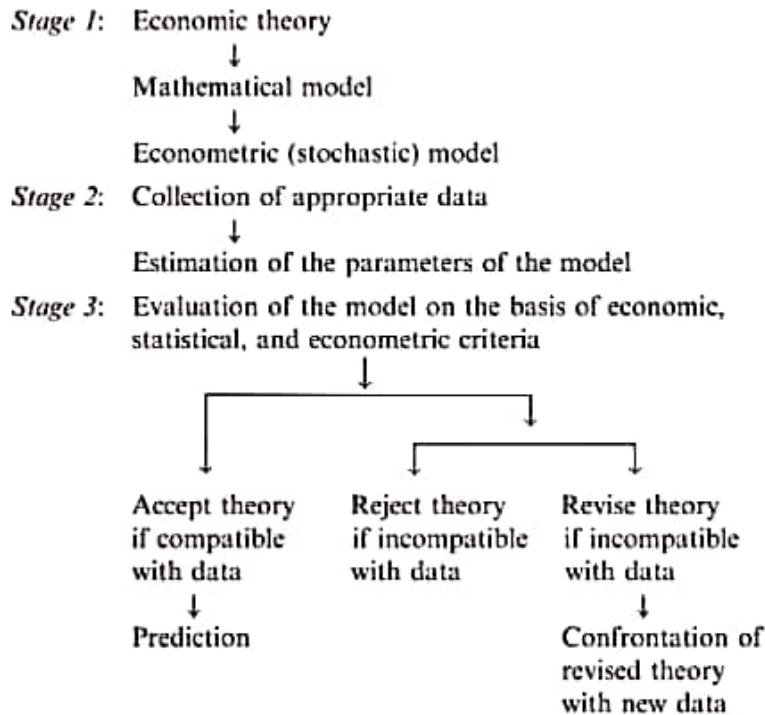 Stage 1: Economic theory
Mathematical model
Econometric (stochastic) model
Stage 2: Collection of appropriate data
Estimation of the parameters of the model
Stage 3: Evaluation of the model on the basis of economic,
statistical, and econometric criteria
Accept theory
if compatible
with data
Reject theory
if incompatible
with data
Revise theory
if incompatible
with data
Prediction
Confrontation of
revised theory
with new data